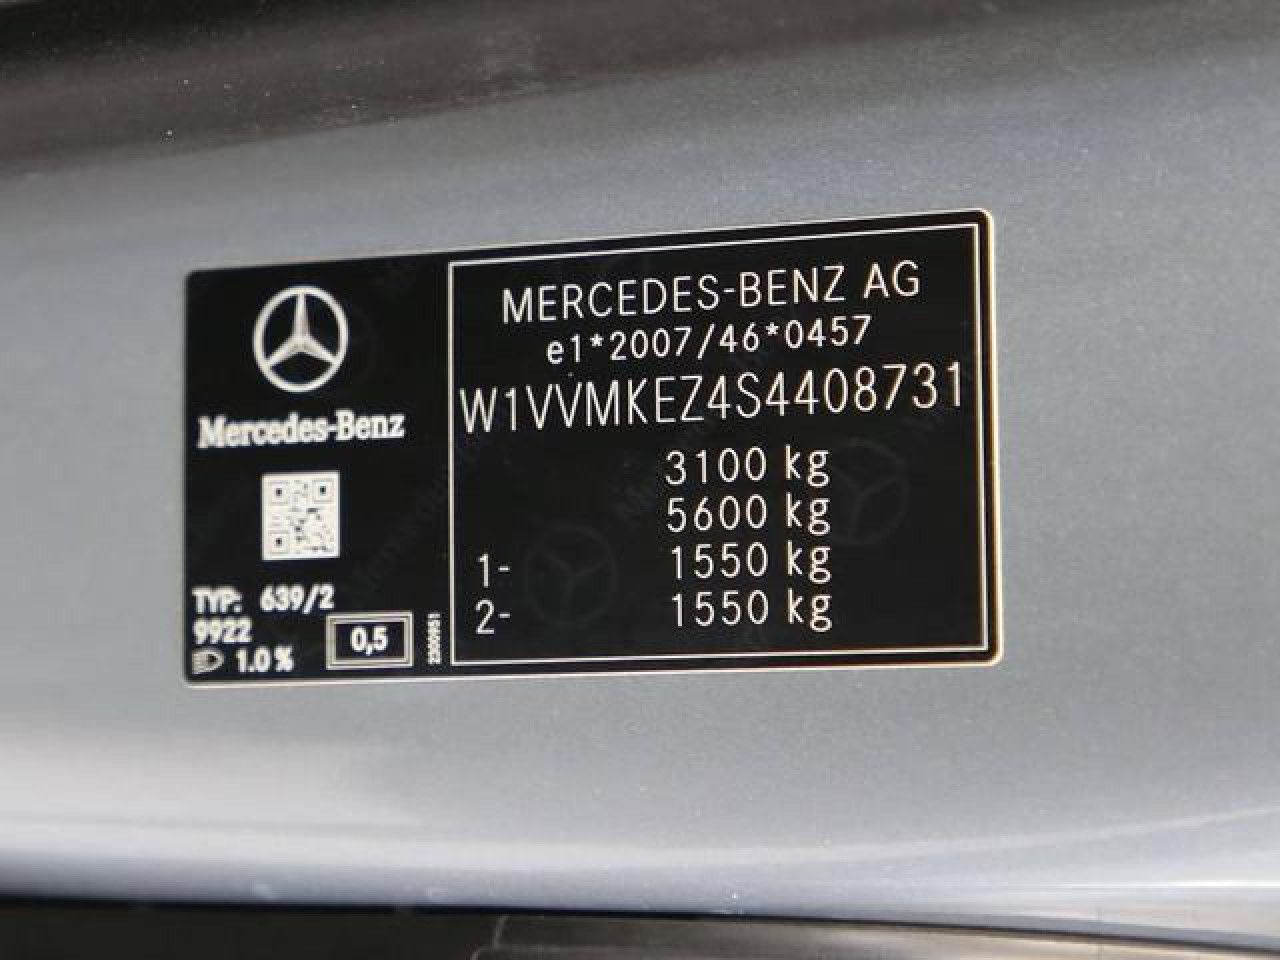 Mercedes-Benz
TYP: 639/2
9922
1.0 %
0,5
2300951
MERCEDES-BENZ AG
e1*2007/46*0457
W1VVMKEZ4S4408731
3100 kg
5600 kg
1- 1550 kg
2- 1550 kg